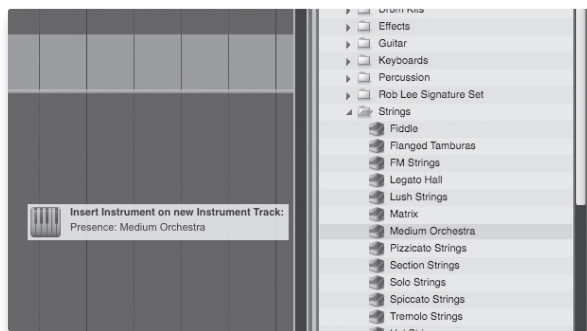 Drum Kits
Effects
Guitar
Keyboards
Percussion
Rob Lee Signature Set
Strings
Fiddle
Flanged Tamburas
FM Strings
Legato Hall
Lush Strings
Matrix
Medium Orchestra
Pizzicato Strings
Section Strings
Solo Strings
Spiccato Strings
Tremolo Strings
Insert Instrument on new Instrument Track:
Presence: Medium Orchestra